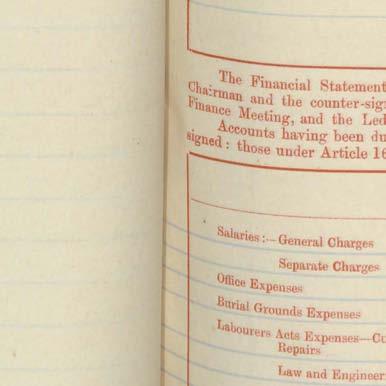 The Financial Statement
Chairman and the counter-sig
Finance Meeting, and the Led
Accounts having been du
signed: those under Article 16
Salaries:—General Charges
Separate Charges
Office Expenses
Burial Grounds Expenses
Labourers Acts Expenses—Cu
Repairs
Law and Engineer